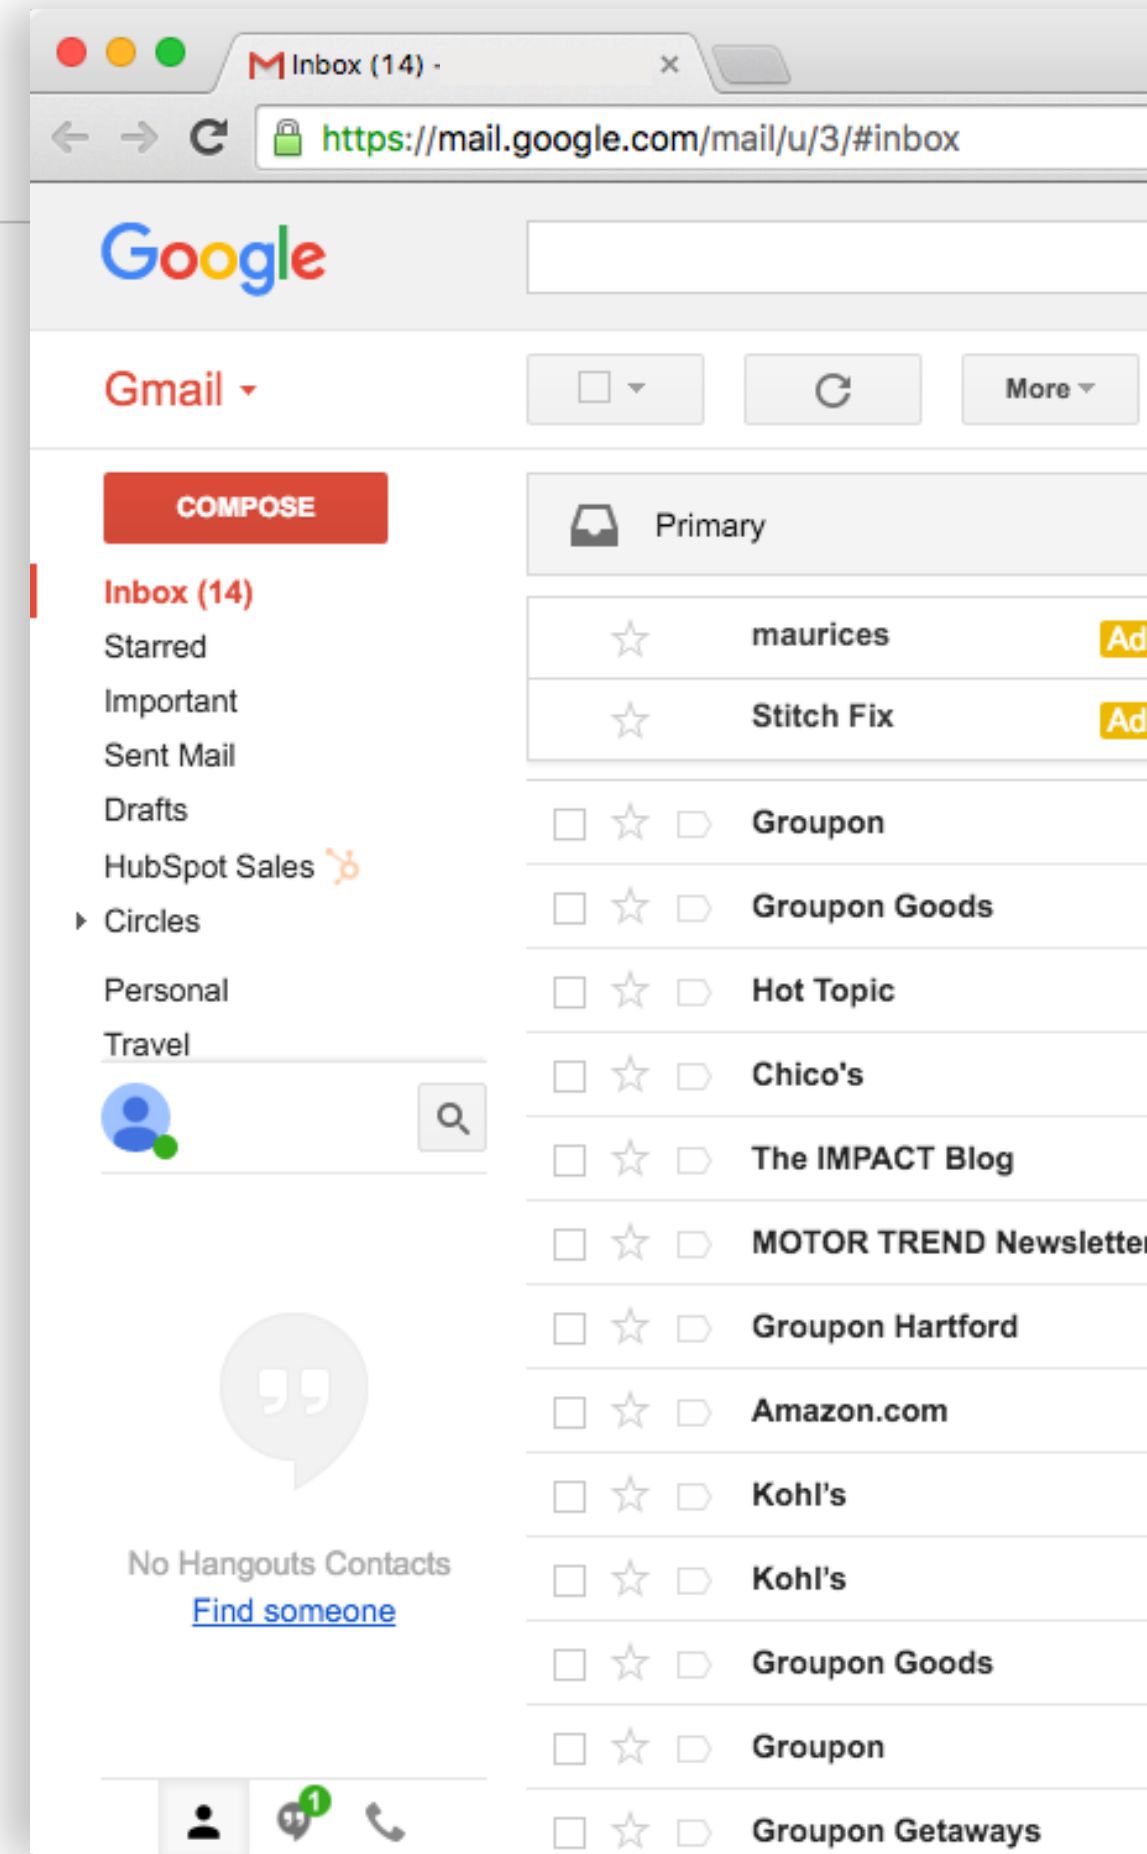 Inbox (14) -
https://mail.google.com/mail/u/3/#inbox
Google
Gmail
More
COMPOSE
Primary
Inbox (14)
Starred
Important
Sent Mail
Drafts
HubSpot Sales
Circles
Personal
Travel
maurices Ad
Stitch Fix Ad
Groupon
Groupon Goods
Hot Topic
Chico's
The IMPACT Blog
MOTOR TREND Newsletter
Groupon Hartford
Amazon.com
Kohl's
Kohl's
Groupon Goods
Groupon
Groupon Getaways
No Hangouts Contacts
Find someone
1